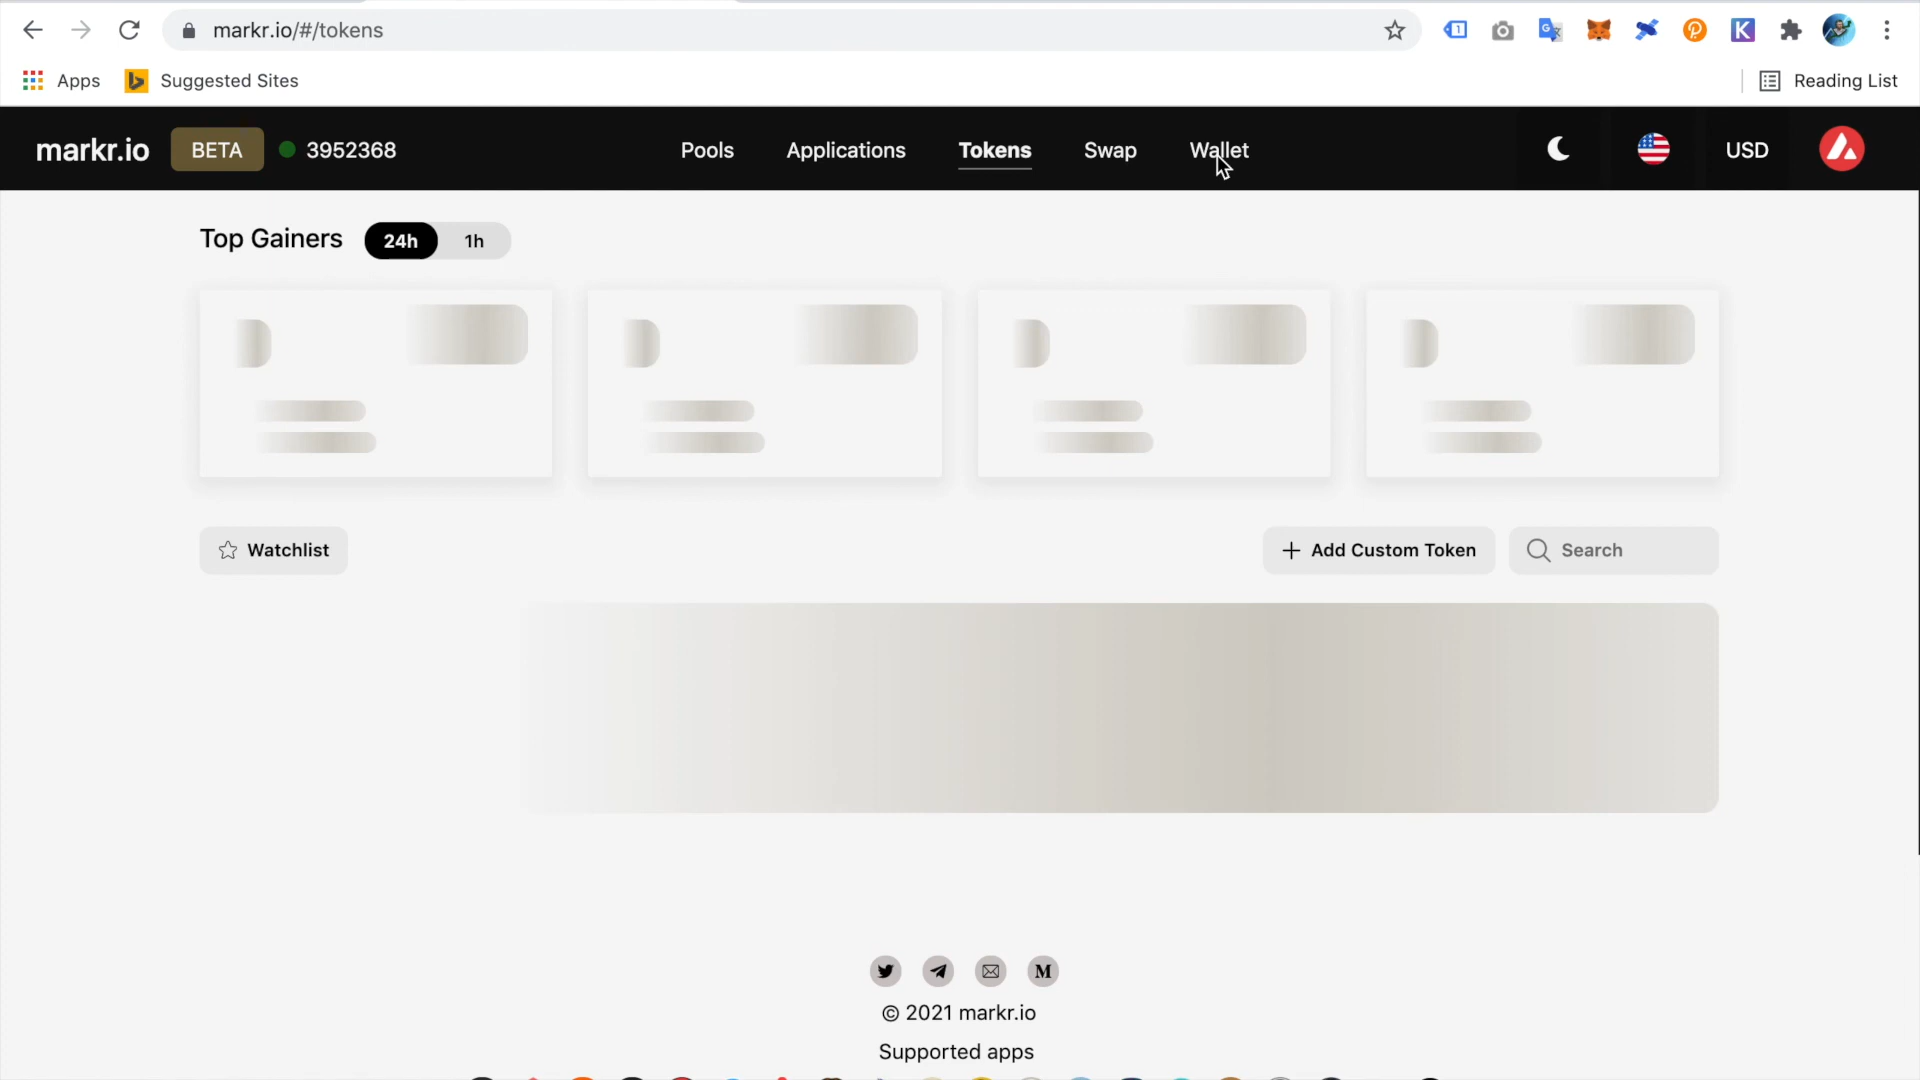 markr.io/#/tokens
Apps
Suggested Sites
Reading List
markr.io
BETA
3952368
Pools
Applications
Tokens
Swap
Wallet
USD
Top Gainers
24h
1h
Watchlist
+ Add Custom Token
Search
© 2021 markr.io
Supported apps